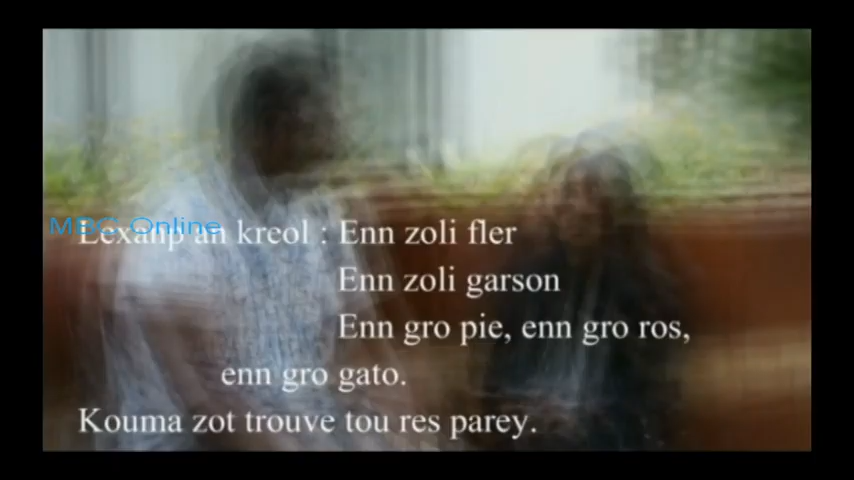 MBC Online
Lexanp an kreol : Enn zoli fler
Enn zoli garson
Enn gro pie, enn gro ros,
enn gro gato.
Kouma zot trouve tou res parey.